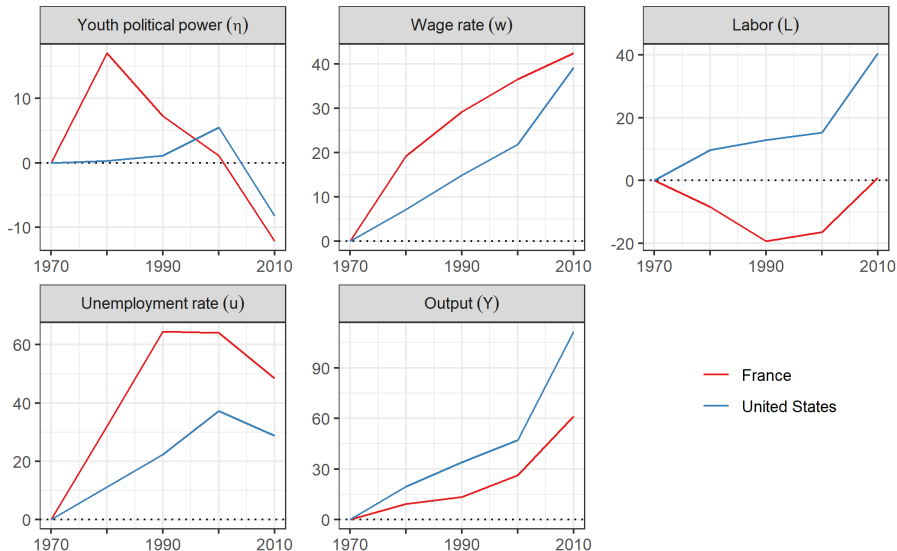 Youth political power (η)
10
0
-10
1970 1990 2010
Wage rate (w)
40
30
20
10
0
1970 1990 2010
Labor (L)
40
20
0
-20
1970 1990 2010
Unemployment rate (u)
60
40
20
0
1970 1990 2010
Output (Y)
90
60
30
0
1970 1990 2010
France
United States